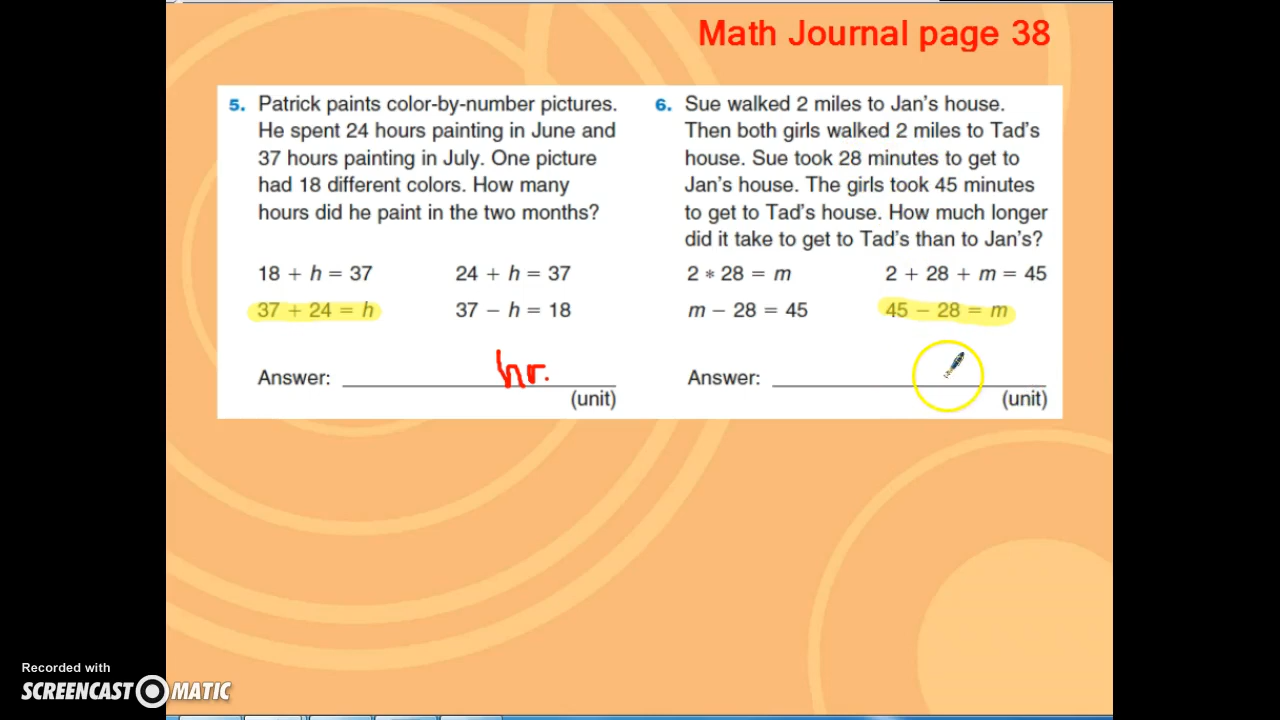 Math Journal page 38
5. Patrick paints color-by-number pictures.
He spent 24 hours painting in June and
37 hours painting in July. One picture
had 18 different colors. How many
hours did he paint in the two months?
18 + h = 37 24 + h = 37
37 + 24 = h 37 − h = 18
Answer: hr.
(unit)
6. Sue walked 2 miles to Jan's house.
Then both girls walked 2 miles to Tad's
house. Sue took 28 minutes to get to
Jan's house. The girls took 45 minutes
to get to Tad's house. How much longer
did it take to get to Tad's than to Jan's?
2 * 28 = m 2 + 28 + m = 45
m − 28 = 45 45 − 28 = m
Answer:
(unit)
Recorded with
SCREENCAST O MATIC